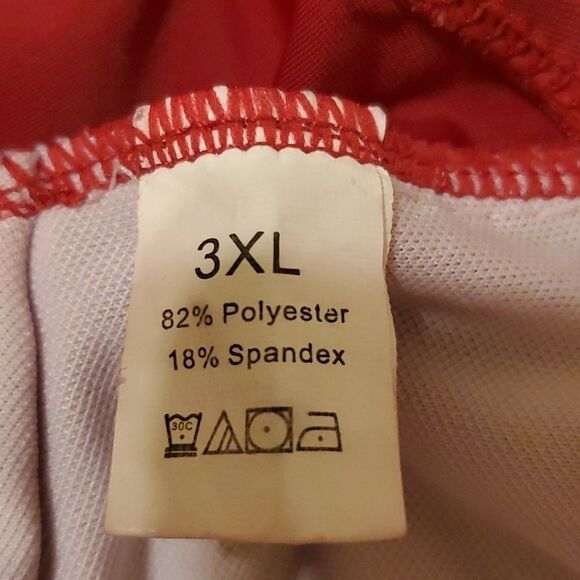 3XL
82% Polyester
18% Spandex
30C